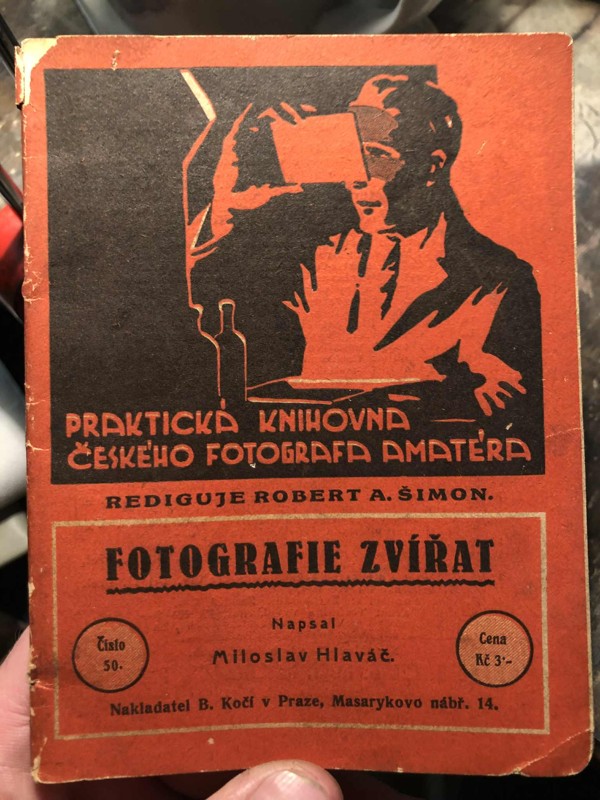 PRAKTICKÁ KNIHOVNA
ČESKÉHO FOTOGRAFA AMATÉRA
REDIGUJE ROBERT A. ŠIMON.
FOTOGRAFIE ZVÍŘAT
Napsal
Miloslav Hlaváč.
Číslo
50.
Cena
Kč 3·-
Nakladatel B. Kočí v Praze, Masarykovo nábř. 14.